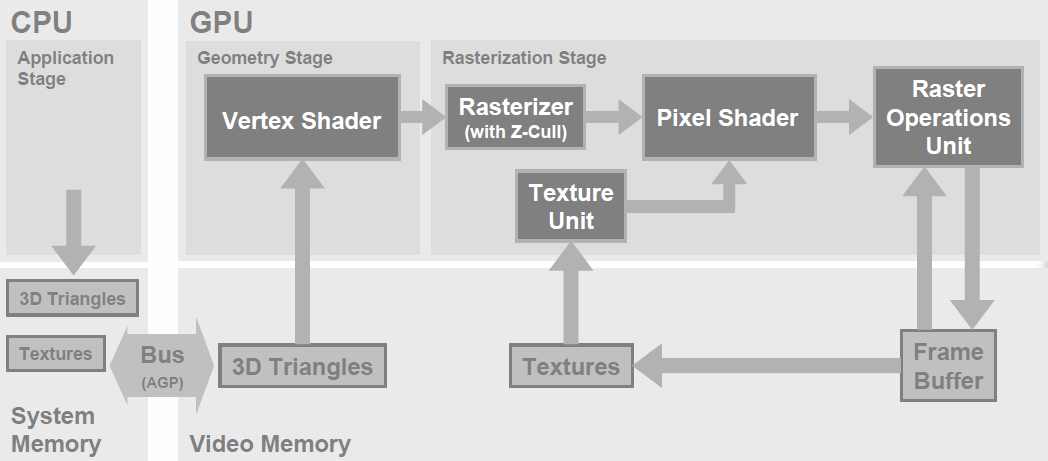 CPU
Application
Stage
3D Triangles
Textures
System
Memory
Bus
(AGP)
GPU
Geometry Stage
Vertex Shader
Rasterization Stage
Rasterizer
(with Z-Cull)
Pixel Shader
Raster
Operations
Unit
Texture
Unit
3D Triangles
Textures
Frame
Buffer
Video Memory